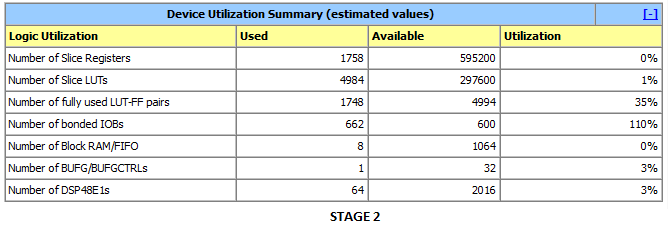 Device Utilization Summary (estimated values) [-]
Logic Utilization Used Available Utilization
Number of Slice Registers 1758 595200 0%
Number of Slice LUTs 4984 297600 1%
Number of fully used LUT-FF pairs 1748 4994 35%
Number of bonded IOBs 662 600 110%
Number of Block RAM/FIFO 8 1064 0%
Number of BUFG/BUFGCTRLs 1 32 3%
Number of DSP48E1s 64 2016 3%
STAGE 2